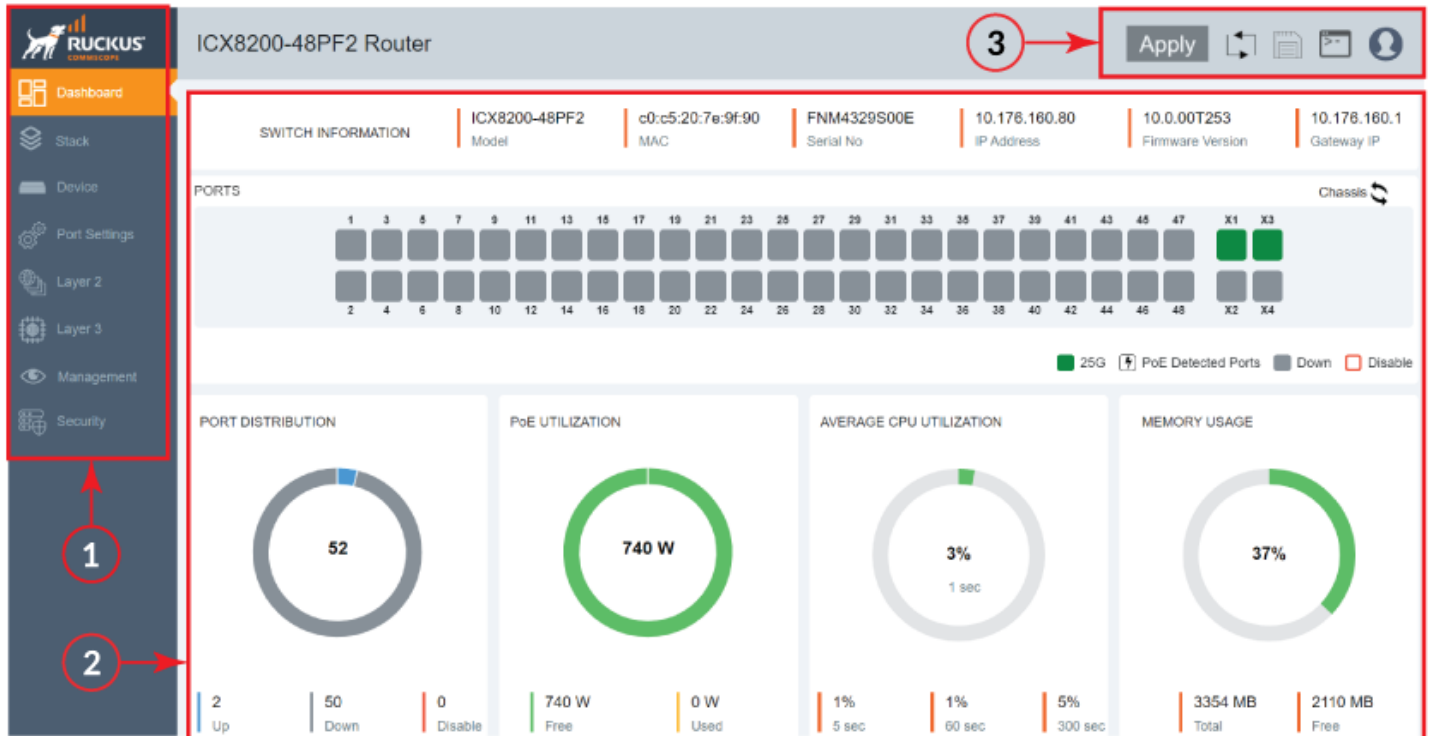 RUCKUS
COMMSCOPE
ICX8200-48PF2 Router
3
Apply
Dashboard
Stack
Device
Port Settings
Layer 2
Layer 3
Management
Security
1
2
SWITCH INFORMATION
ICX8200-48PF2
Model
c0:c5:20:7e:9f:90
MAC
FNM4329S00E
Serial No
10.176.160.80
IP Address
10.0.00T253
Firmware Version
10.176.160.1
Gateway IP
PORTS
Chassis
1 3 5 7 9 11 13 15 17 19 21 23 25 27 29 31 33 35 37 39 41 43 45 47 X1 X3
2 4 6 8 10 12 14 16 18 20 22 24 26 28 30 32 34 36 38 40 42 44 46 48 X2 X4
25G PoE Detected Ports Down Disable
PORT DISTRIBUTION
52
2
Up
50
Down
0
Disable
PoE UTILIZATION
740 W
740 W
Free
0 W
Used
AVERAGE CPU UTILIZATION
3%
1 sec
1%
5 sec
1%
60 sec
5%
300 sec
MEMORY USAGE
37%
3354 MB
Total
2110 MB
Free